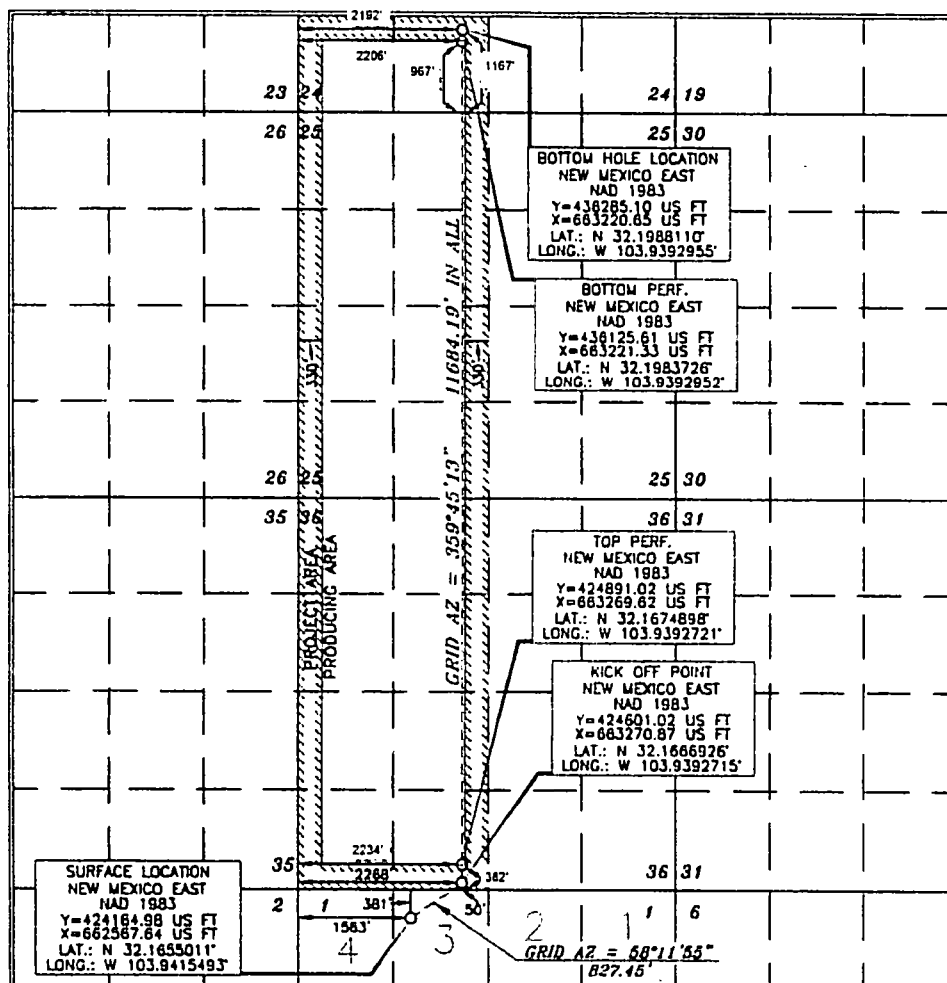 2192'
2206'
967'
1167'
23 24
24 19
26 25
25 30
BOTTOM HOLE LOCATION
NEW MEXICO EAST
NAD 1983
Y=436285.10 US FT
X=663220.65 US FT
LAT.: N 32.1988110°
LONG.: W 103.9392955°
BOTTOM PERF.
NEW MEXICO EAST
NAD 1983
Y=436125.61 US FT
X=663221.33 US FT
LAT.: N 32.1983726°
LONG.: W 103.9392952°
330
330
GRID AZ = 359°45'13" 11684.19' IN ALL
26 25
25 30
35 36
36 31
TOP PERF.
NEW MEXICO EAST
NAD 1983
Y=424891.02 US FT
X=663269.62 US FT
LAT.: N 32.1674898°
LONG.: W 103.9392721°
PROJECT AREA
PRODUCING AREA
KICK OFF POINT
NEW MEXICO EAST
NAD 1983
Y=424601.02 US FT
X=663270.87 US FT
LAT.: N 32.1666926°
LONG.: W 103.9392715°
2234'
35
2268'
382'
36 31
SURFACE LOCATION
NEW MEXICO EAST
NAD 1983
Y=424164.98 US FT
X=662567.64 US FT
LAT.: N 32.1655011°
LONG.: W 103.9415493°
2 1
381'
50'
1 6
1583'
4 3 2 1
GRID AZ = 58°11'55"
827.45'